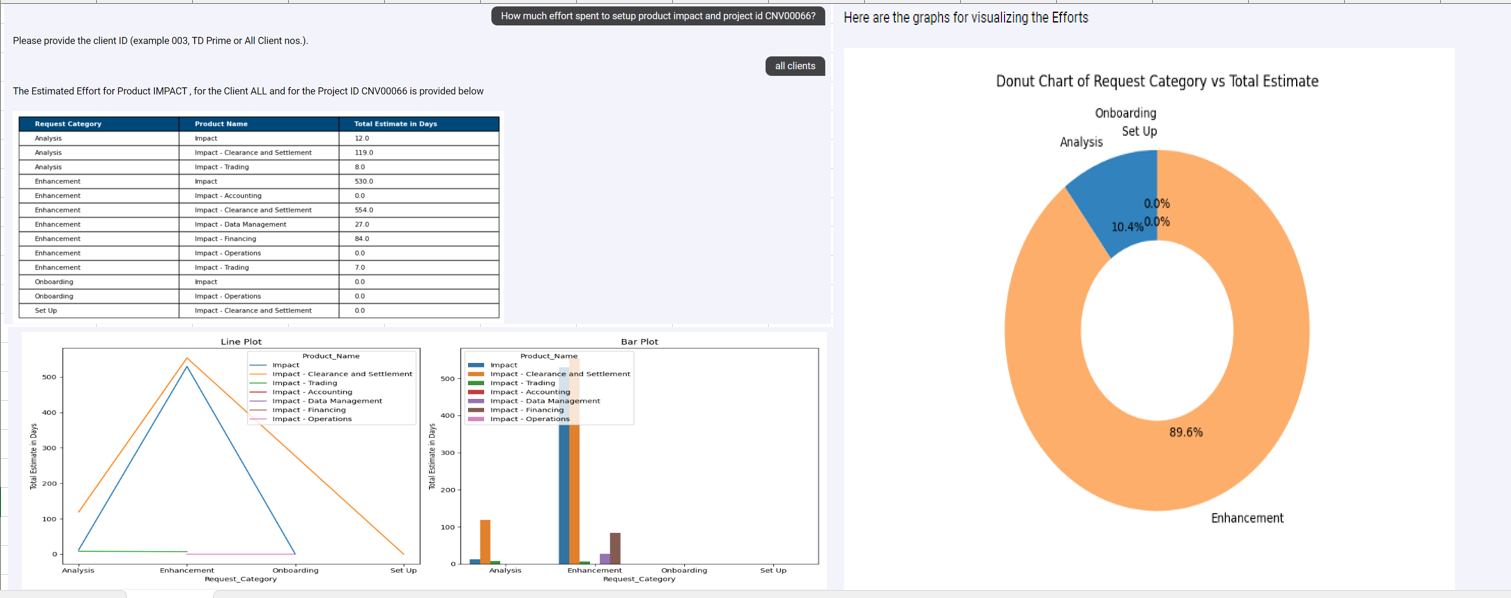 How much effort spent to setup product impact and project id CNV00066?
Please provide the client ID (example 003, TD Prime or All Client nos.).
all clients
The Estimated Effort for Product IMPACT , for the Client ALL and for the Project ID CNV00066 is provided below
Request Category Product Name Total Estimate in Days
Analysis Impact 12.0
Analysis Impact - Clearance and Settlement 119.0
Analysis Impact - Trading 8.0
Enhancement Impact 530.0
Enhancement Impact - Accounting 0.0
Enhancement Impact - Clearance and Settlement 554.0
Enhancement Impact - Data Management 27.0
Enhancement Impact - Financing 84.0
Enhancement Impact - Operations 0.0
Enhancement Impact - Trading 7.0
Onboarding Impact 0.0
Onboarding Impact - Operations 0.0
Set Up Impact - Clearance and Settlement 0.0
Line Plot
Product_Name
Impact
Impact - Clearance and Settlement
Impact - Trading
Impact - Accounting
Impact - Data Management
Impact - Financing
Impact - Operations
Total Estimate in Days
500
400
300
200
100
0
Analysis Enhancement Onboarding Set Up
Request_Category
Bar Plot
Product_Name
Impact
Impact - Clearance and Settlement
Impact - Trading
Impact - Accounting
Impact - Data Management
Impact - Financing
Impact - Operations
Total Estimate in Days
500
400
300
200
100
0
Analysis Enhancement Onboarding Set Up
Request_Category
Here are the graphs for visualizing the Efforts
Donut Chart of Request Category vs Total Estimate
Onboarding
Set Up
Analysis
0.0%
0.0%
10.4%
89.6%
Enhancement